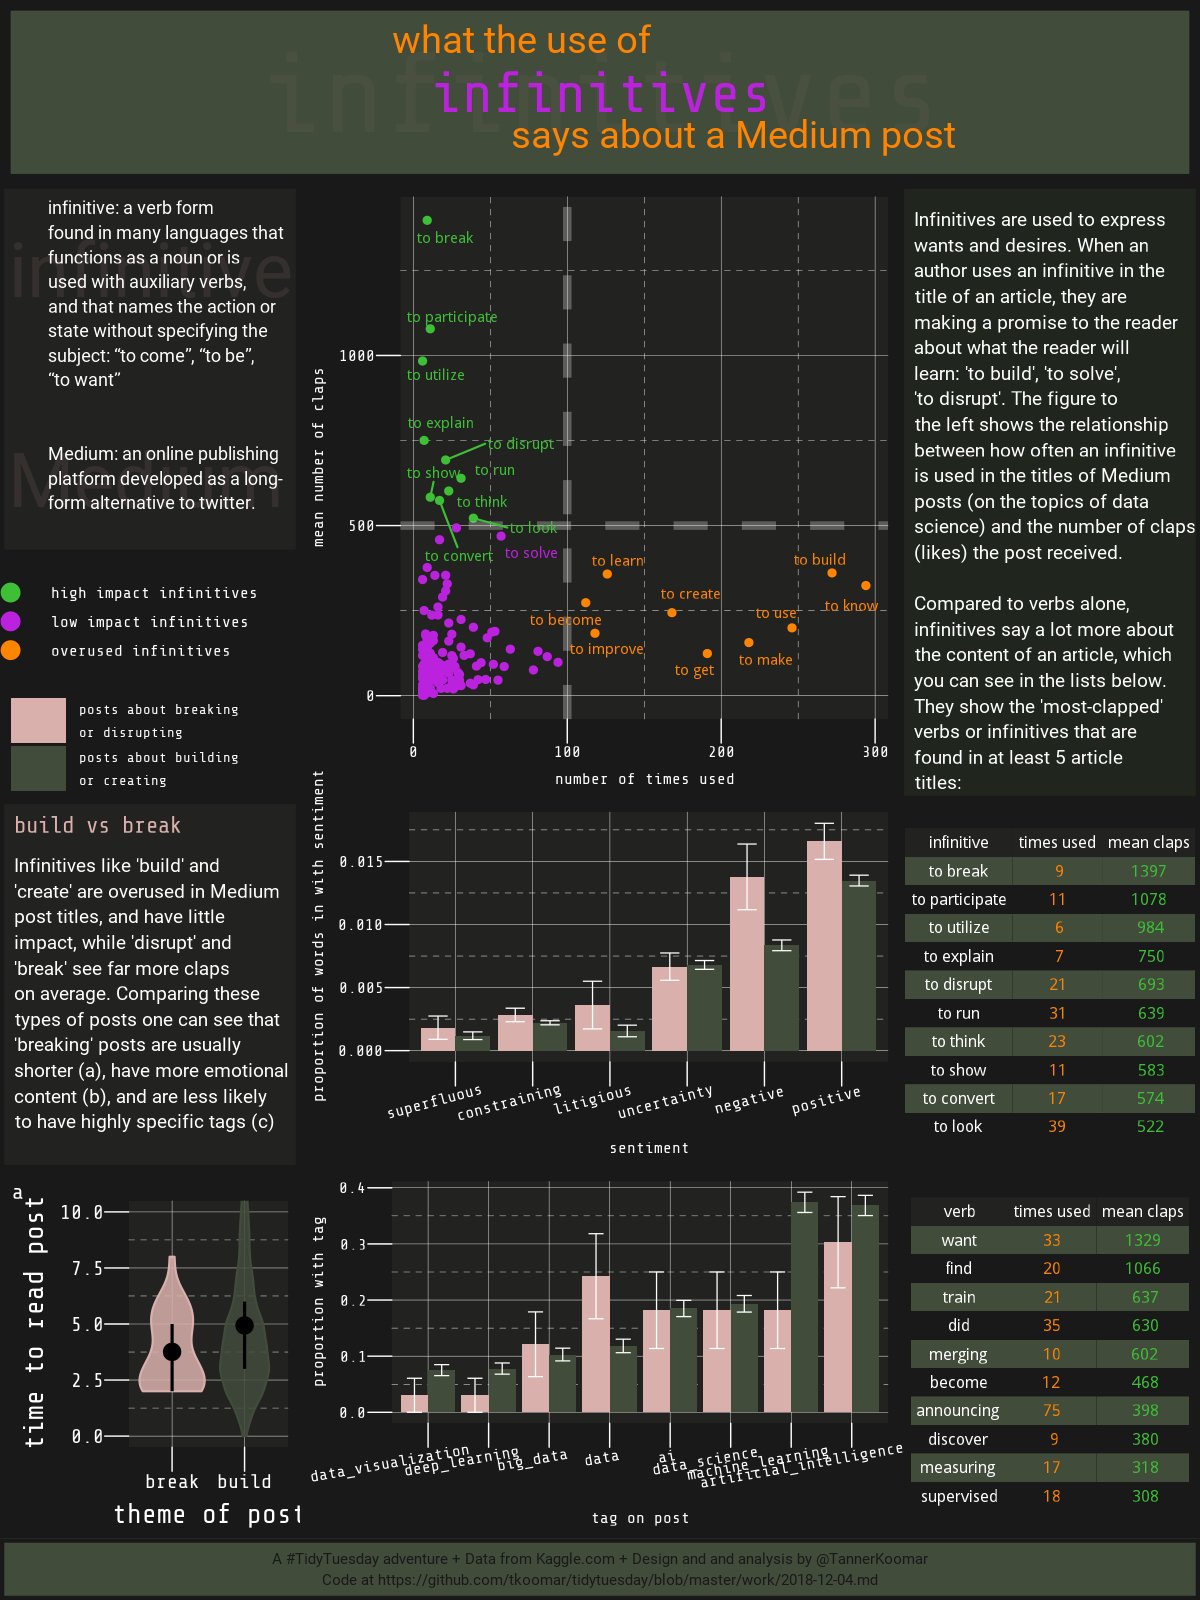 what the use of
infinitives
infinitives
says about a Medium post
infinitive
infinitive: a verb form
found in many languages that
functions as a noun or is
used with auxiliary verbs,
and that names the action or
state without specifying the
subject: “to come”, “to be”,
“to want”
Medium
Medium: an online publishing
platform developed as a long-
form alternative to twitter.
high impact infinitives
low impact infinitives
overused infinitives
posts about breaking
or disrupting
posts about building
or creating
build vs break
Infinitives like 'build' and
'create' are overused in Medium
post titles, and have little
impact, while 'disrupt' and
'break' see far more claps
on average. Comparing these
types of posts one can see that
'breaking' posts are usually
shorter (a), have more emotional
content (b), and are less likely
to have highly specific tags (c)
a
time to read post
10.0
7.5
5.0
2.5
0.0
break build
theme of post
mean number of claps
1000
500
0
to break
to participate
to utilize
to explain
to disrupt
to show
to run
to think
to look
to convert
to solve
to learn
to build
to create
to know
to use
to become
to improve
to get
to make
0 100 200 300
number of times used
proportion of words in with sentiment
0.015
0.010
0.005
0.000
superfluous constraining litigious uncertainty negative positive
sentiment
proportion with tag
0.4
0.3
0.2
0.1
0.0
data_visualization deep_learning big_data data ai data_science machine_learning artificial_intelligence
tag on post
Infinitives are used to express
wants and desires. When an
author uses an infinitive in the
title of an article, they are
making a promise to the reader
about what the reader will
learn: 'to build', 'to solve',
'to disrupt'. The figure to
the left shows the relationship
between how often an infinitive
is used in the titles of Medium
posts (on the topics of data
science) and the number of claps
(likes) the post received.
Compared to verbs alone,
infinitives say a lot more about
the content of an article, which
you can see in the lists below.
They show the 'most-clapped'
verbs or infinitives that are
found in at least 5 article
titles:
infinitive times used mean claps
to break 9 1397
to participate 11 1078
to utilize 6 984
to explain 7 750
to disrupt 21 693
to run 31 639
to think 23 602
to show 11 583
to convert 17 574
to look 39 522
verb times used mean claps
want 33 1329
find 20 1066
train 21 637
did 35 630
merging 10 602
become 12 468
announcing 75 398
discover 9 380
measuring 17 318
supervised 18 308
A #TidyTuesday adventure + Data from Kaggle.com + Design and and analysis by @TannerKoomar
Code at https://github.com/tkoomar/tidytuesday/blob/master/work/2018-12-04.md